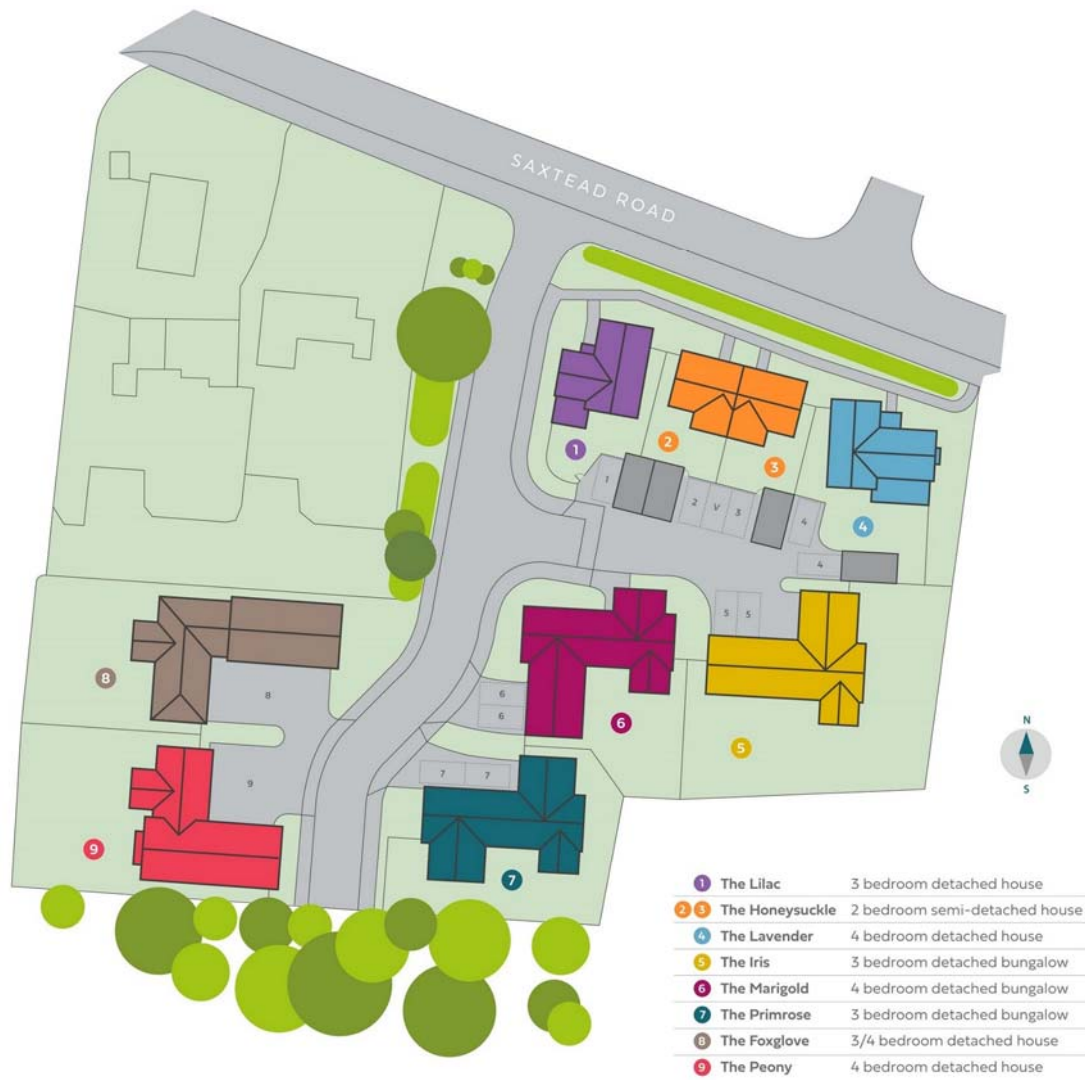 SAXTEAD ROAD
1
2
3
4
1
2 V 3
4
4
5 5
8
6
6
6
5
8
7 7
9
9
7
N
S
1 The Lilac 3 bedroom detached house
2 3 The Honeysuckle 2 bedroom semi-detached house
4 The Lavender 4 bedroom detached house
5 The Iris 3 bedroom detached bungalow
6 The Marigold 4 bedroom detached bungalow
7 The Primrose 3 bedroom detached bungalow
8 The Foxglove 3/4 bedroom detached house
9 The Peony 4 bedroom detached house